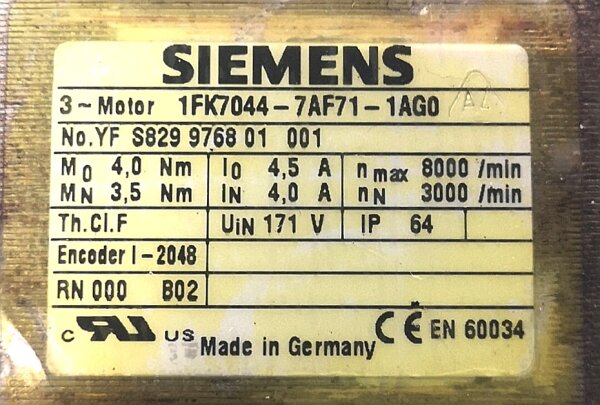 SIEMENS
3~Motor 1FK7044-7AF71-1AG0
No.YF S829 9768 01 001
M0 4,0 Nm I0 4,5 A nmax 8000 /min
MN 3,5 Nm IN 4,0 A nN 3000 /min
Th.Cl.F UiN 171 V IP 64
Encoder I-2048
RN 000 B02
c RU US Made in Germany CE EN 60034